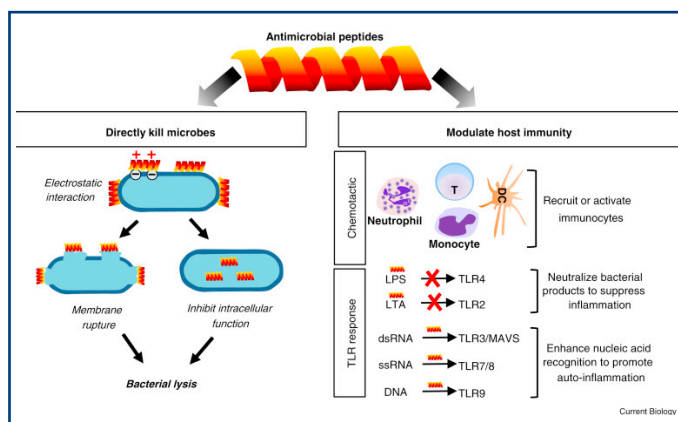 Antimicrobial peptides
Directly kill microbes
Electrostatic
interaction
+ +
− −
Membrane
rupture
Inhibit intracellular
function
Bacterial lysis
Modulate host immunity
Chemotactic
Neutrophil
T
Monocyte
DC
Recruit or activate
immunocytes
TLR response
LPS TLR4
LTA TLR2
Neutralize bacterial
products to suppress
inflammation
dsRNA TLR3/MAVS
ssRNA TLR7/8
DNA TLR9
Enhance nucleic acid
recognition to promote
auto-inflammation
Current Biology